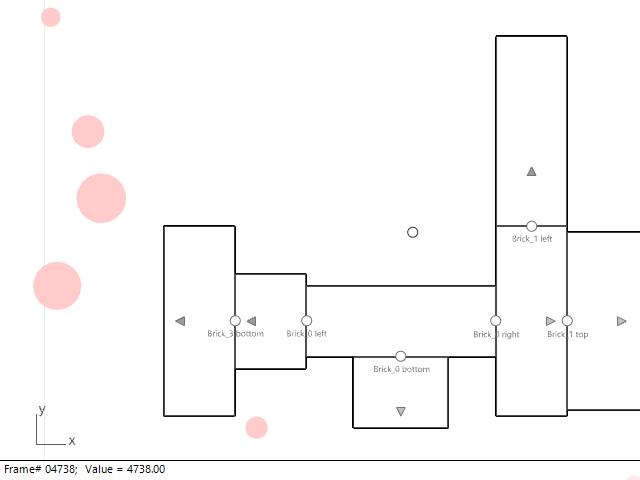 Brick_1 left
Brick_3 bottom
Brick_0 left
Brick_0 right
Brick_1 top
Brick_0 bottom
y
x
Frame# 04738; Value = 4738.00